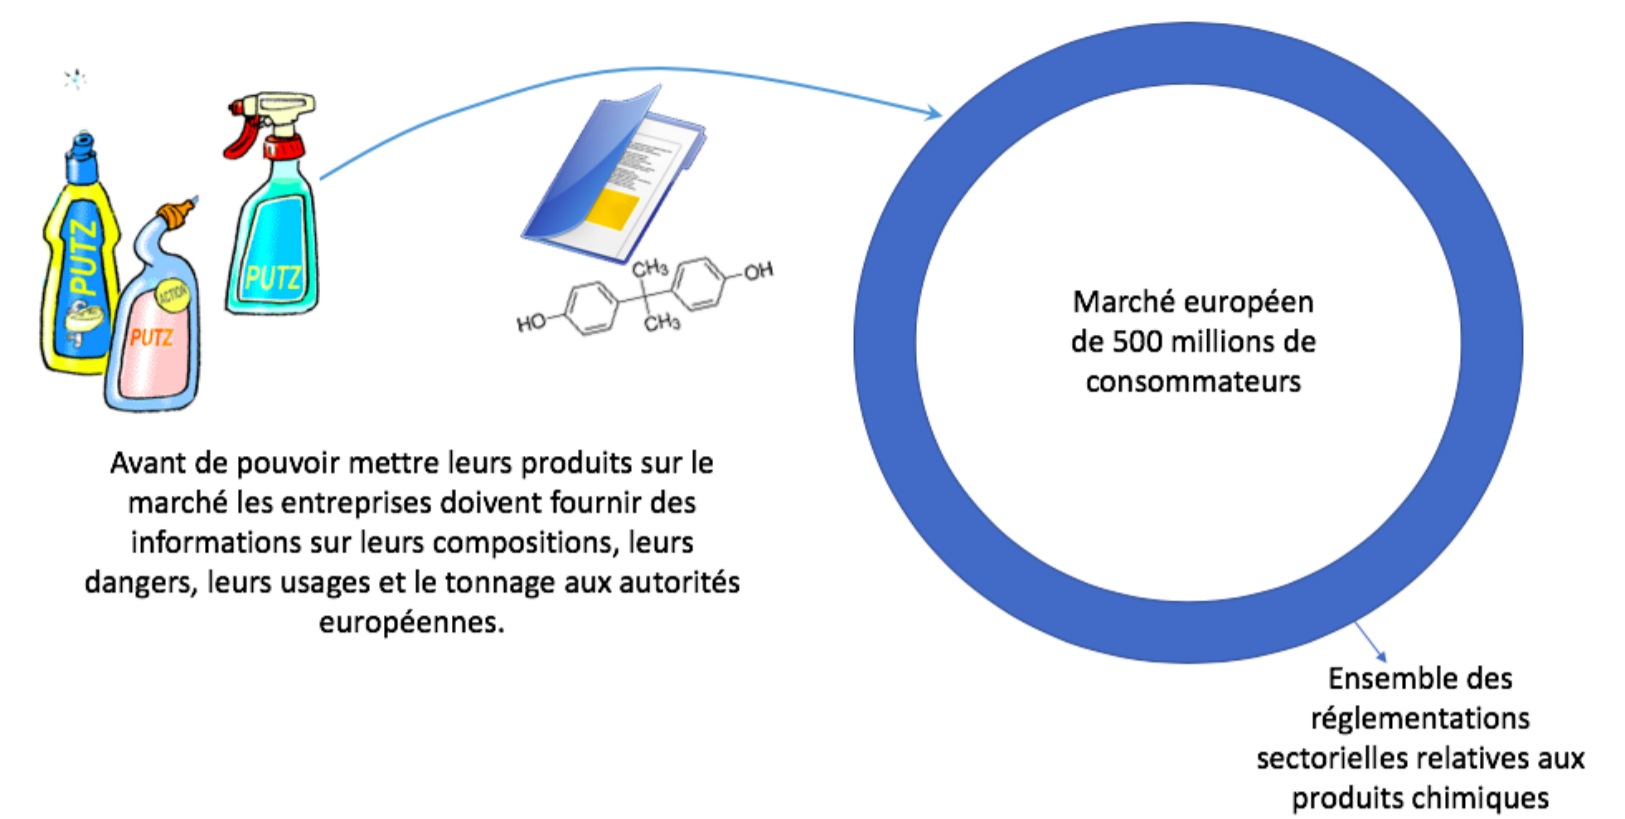 PUTZ
ACTION
PUTZ
PUTZ
CH₃
OH
HO
CH₃
Marché européen
de 500 millions de
consommateurs
Avant de pouvoir mettre leurs produits sur le
marché les entreprises doivent fournir des
informations sur leurs compositions, leurs
dangers, leurs usages et le tonnage aux autorités
européennes.
Ensemble des
réglementations
sectorielles relatives aux
produits chimiques